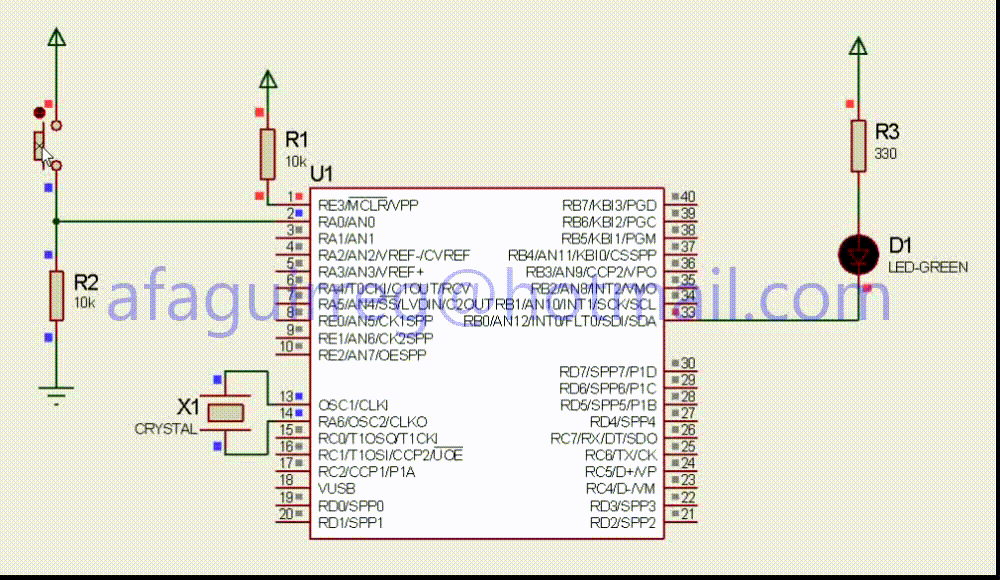 R1
10k
U1
R3
330
D1
LED-GREEN
R2
10k
X1
CRYSTAL
1 RE3/MCLR/VPP
2 RA0/AN0
3 RA1/AN1
4 RA2/AN2/VREF-/CVREF
5 RA3/AN3/VREF+
6 RA4/T0CKI/C1OUT/RCV
7 RA5/AN4/SS/LVDIN/C2OUT
8 RE0/AN5/CK1SPP
9 RE1/AN6/CK2SPP
10 RE2/AN7/OESPP
13 OSC1/CLKI
14 RA6/OSC2/CLKO
15 RC0/T1OSO/T1CKI
16 RC1/T1OSI/CCP2/UOE
17 RC2/CCP1/P1A
18 VUSB
19 RD0/SPP0
20 RD1/SPP1
RB7/KBI3/PGD 40
RB6/KBI2/PGC 39
RB5/KBI1/PGM 38
RB4/AN11/KBI0/CSSPP 37
RB3/AN9/CCP2/VPO 36
RB2/AN8/INT2/VMO 35
RB1/AN10/INT1/SCK/SCL 34
RB0/AN12/INT0/FLT0/SDI/SDA 33
RD7/SPP7/P1D 30
RD6/SPP6/P1C 29
RD5/SPP5/P1B 28
RD4/SPP4 27
RC7/RX/DT/SDO 26
RC6/TX/CK 25
RC5/D+/VP 24
RC4/D-/VM 23
RD3/SPP3 22
RD2/SPP2 21
afaguimeg@hotmail.com